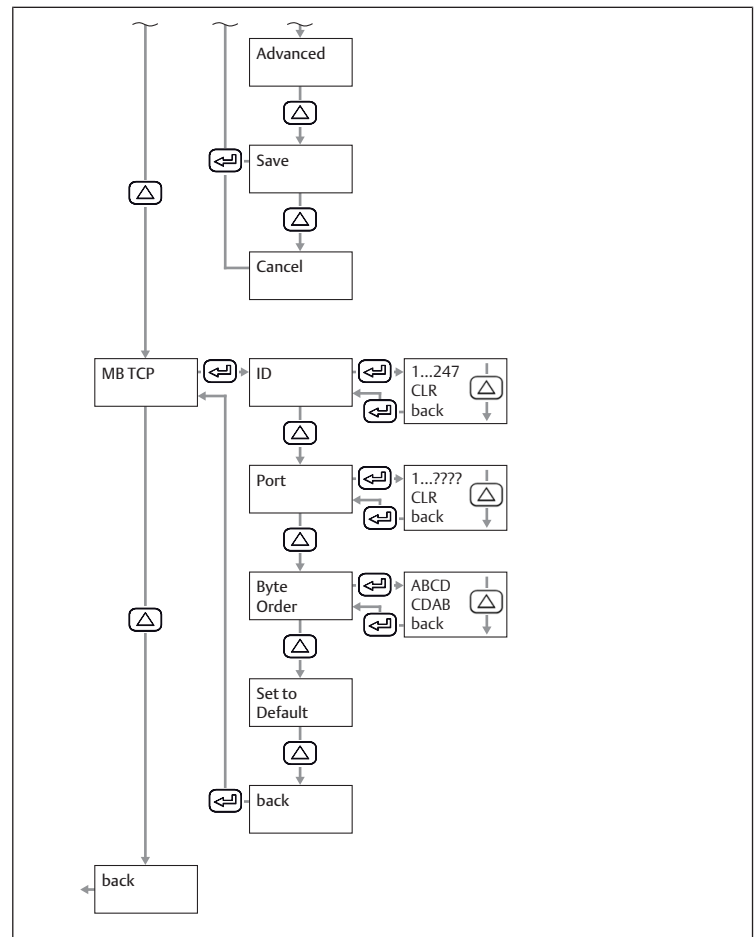 Advanced
Save
Cancel
MB TCP
ID
1...247
CLR
back
Port
1...????
CLR
back
Byte
Order
ABCD
CDAB
back
Set to
Default
back
back